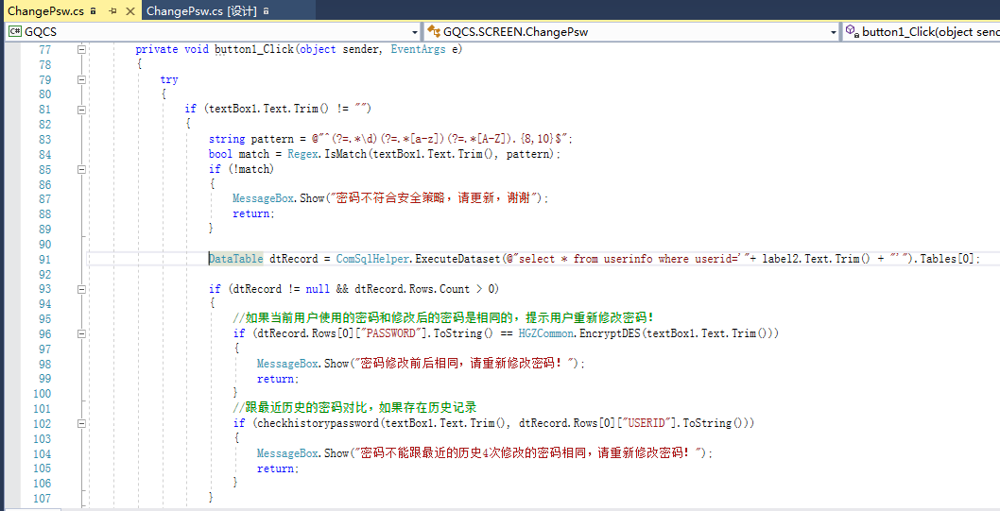 ChangePsw.cs
ChangePsw.cs [设计]
GQCS
GQCS.SCREEN.ChangePsw
button1_Click(object send
77 private void button1_Click(object sender, EventArgs e)
78 {
79 try
80 {
81 if (textBox1.Text.Trim() != "")
82 {
83 string pattern = @"^(?=.*\d)(?=.*[a-z])(?=.*[A-Z]).{8,10}$";
84 bool match = Regex.IsMatch(textBox1.Text.Trim(), pattern);
85 if (!match)
86 {
87 MessageBox.Show("密码不符合安全策略，请更新，谢谢");
88 return;
89 }
90
91 DataTable dtRecord = ComSqlHelper.ExecuteDataset(@"select * from userinfo where userid='"+ label2.Text.Trim() + "'").Tables[0];
92
93 if (dtRecord != null && dtRecord.Rows.Count > 0)
94 {
95 //如果当前用户使用的密码和修改后的密码是相同的，提示用户重新修改密码！
96 if (dtRecord.Rows[0]["PASSWORD"].ToString() == HGZCommon.EncryptDES(textBox1.Text.Trim()))
97 {
98 MessageBox.Show("密码修改前后相同，请重新修改密码！");
99 return;
100 }
101 //跟最近历史的密码对比，如果存在历史记录
102 if (checkhistorypassword(textBox1.Text.Trim(), dtRecord.Rows[0]["USERID"].ToString()))
103 {
104 MessageBox.Show("密码不能跟最近的历史4次修改的密码相同，请重新修改密码！");
105 return;
106 }
107 }